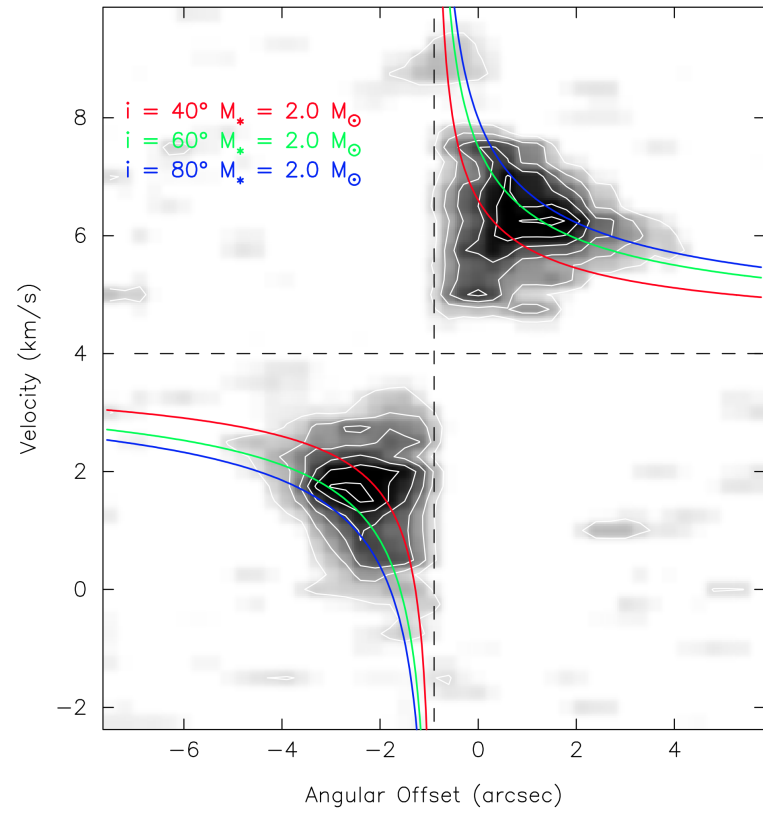 i = 40° M* = 2.0 M☉
i = 60° M* = 2.0 M☉
i = 80° M* = 2.0 M☉
8
6
4
2
0
−2
Velocity (km/s)
−6 −4 −2 0 2 4
Angular Offset (arcsec)